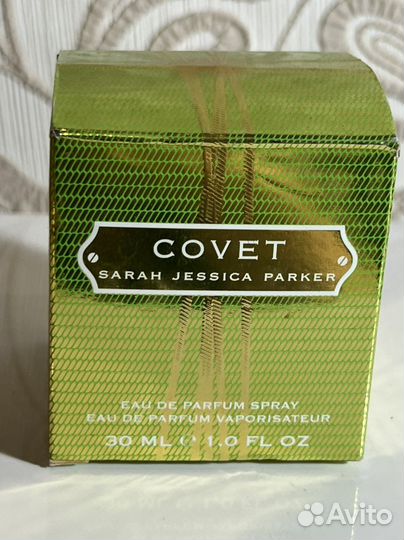 COVET
SARAH JESSICA PARKER
EAU DE PARFUM SPRAY
EAU DE PARFUM VAPORISATEUR
30 ML ℮ 1.0 FL OZ
Avito